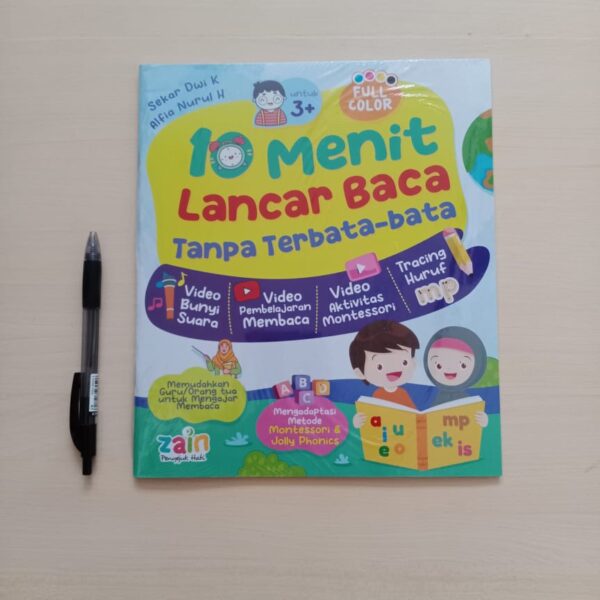 Sekar Dwi K
Alfia Nurul H
untuk
3+
FULL
COLOR
10 Menit
Lancar Baca
Tanpa Terbata-bata
Video
Bunyi
Suara
Video
Pembelajaran
Membaca
Video
Aktivitas
Montessori
Tracing
Huruf
mp
Memudahkan
Guru/Orang tua
untuk Mengajar
Membaca
A B D
C
Mengadaptasi
Metode
Montessori &
Jolly Phonics
zain
Penyejuk Hati
a u
i
e o
mp
ek is